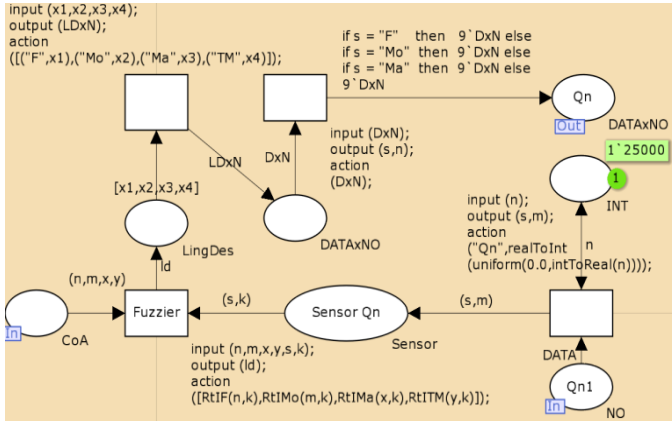 input (x1,x2,x3,x4);
output (LDxN);
action
([("F",x1),("Mo",x2),("Ma",x3),("TM",x4)]);
if s = "F" then 9`DxN else
if s = "Mo" then 9`DxN else
if s = "Ma" then 9`DxN else
9`DxN
Qn
Out
DATAxNO
1`25000
1
INT
input (DxN);
output (s,n);
action
(DxN);
LDxN
DxN
[x1,x2,x3,x4]
LingDes
DATAxNO
input (n);
output (s,m);
action
("Qn",realToInt
(uniform(0.0,intToReal(n))));
n
ld
(n,m,x,y)
In
CoA
Fuzzier
(s,k)
Sensor Qn
Sensor
(s,m)
input (n,m,x,y,s,k);
output (ld);
action
([RtIF(n,k),RtIMo(m,k),RtIMa(x,k),RtITM(y,k)]);
DATA
Qn1
In
NO